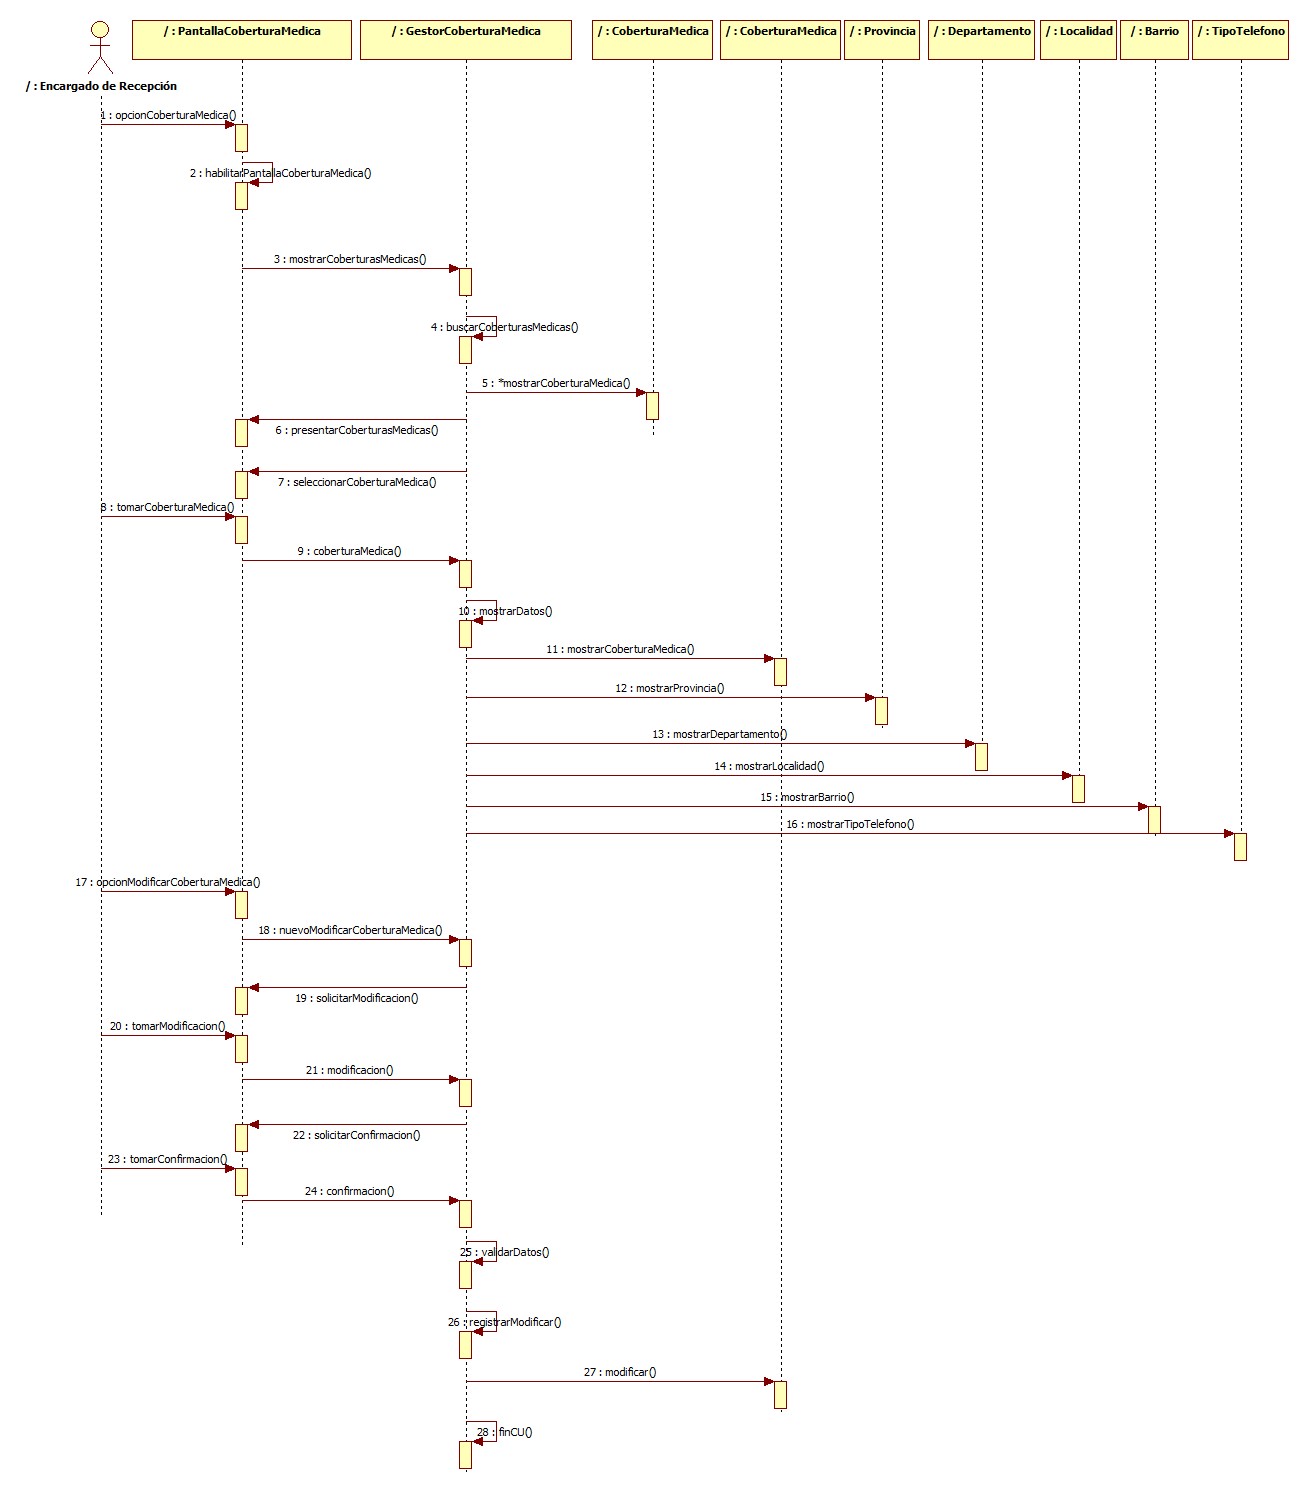 / : PantallaCoberturaMedica
/ : GestorCoberturaMedica
/ : CoberturaMedica
/ : CoberturaMedica
/ : Provincia
/ : Departamento
/ : Localidad
/ : Barrio
/ : TipoTelefono
/ : Encargado de Recepción
1 : opcionCoberturaMedica()
2 : habilitarPantallaCoberturaMedica()
3 : mostrarCoberturasMedicas()
4 : buscarCoberturasMedicas()
5 : *mostrarCoberturaMedica()
6 : presentarCoberturasMedicas()
7 : seleccionarCoberturaMedica()
8 : tomarCoberturaMedica()
9 : coberturaMedica()
10 : mostrarDatos()
11 : mostrarCoberturaMedica()
12 : mostrarProvincia()
13 : mostrarDepartamento()
14 : mostrarLocalidad()
15 : mostrarBarrio()
16 : mostrarTipoTelefono()
17 : opcionModificarCoberturaMedica()
18 : nuevoModificarCoberturaMedica()
19 : solicitarModificacion()
20 : tomarModificacion()
21 : modificacion()
22 : solicitarConfirmacion()
23 : tomarConfirmacion()
24 : confirmacion()
25 : validarDatos()
26 : registrarModificar()
27 : modificar()
28 : finCU()